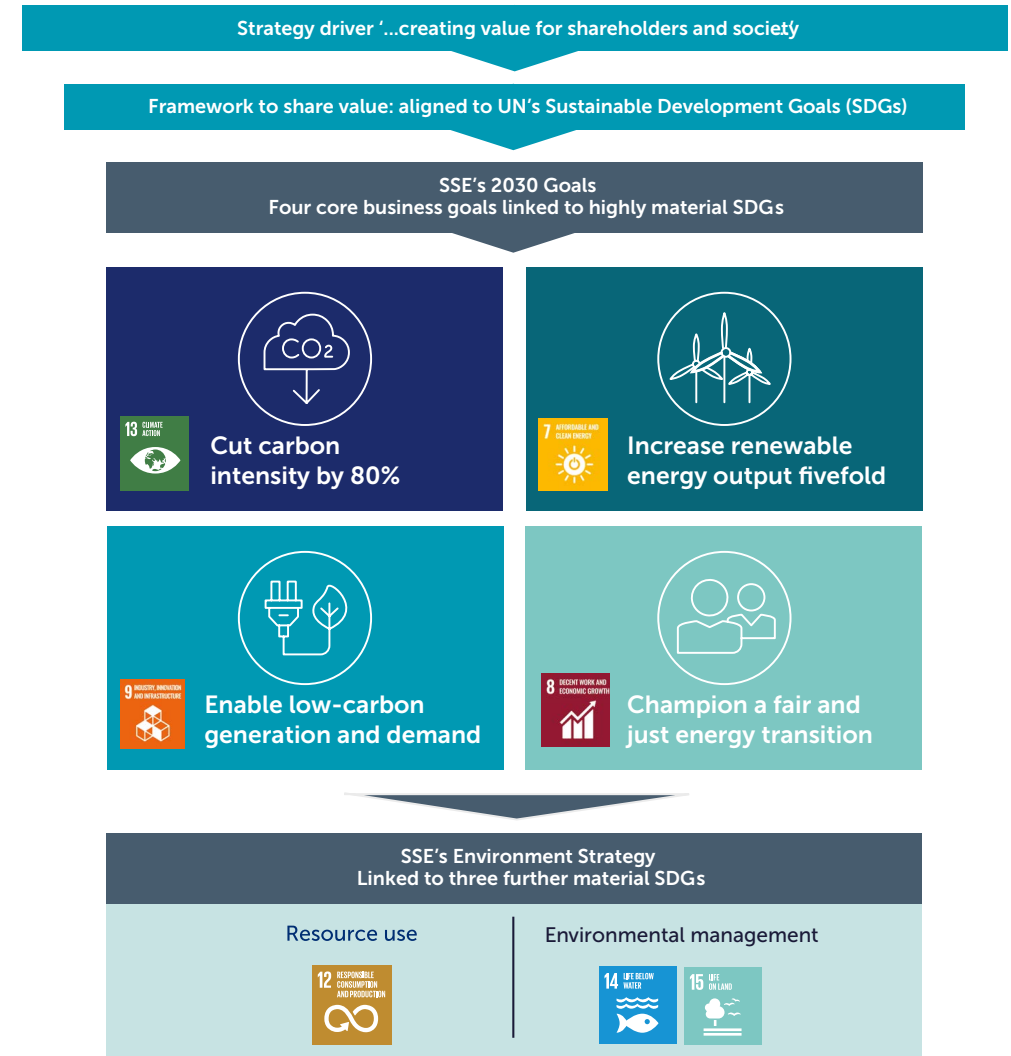 Strategy driver ‘...creating value for shareholders and society’
Framework to share value: aligned to UN’s Sustainable Development Goals (SDGs)
SSE’s 2030 Goals
Four core business goals linked to highly material SDGs
CO2
13 CLIMATE
ACTION
Cut carbon
intensity by 80%
7 AFFORDABLE AND
CLEAN ENERGY
Increase renewable
energy output fivefold
9 INDUSTRY, INNOVATION
AND INFRASTRUCTURE
Enable low-carbon
generation and demand
8 DECENT WORK AND
ECONOMIC GROWTH
Champion a fair and
just energy transition
SSE’s Environment Strategy
Linked to three further material SDGs
Resource use
12 RESPONSIBLE
CONSUMPTION
AND PRODUCTION
Environmental management
14 LIFE BELOW
WATER
15 LIFE
ON LAND